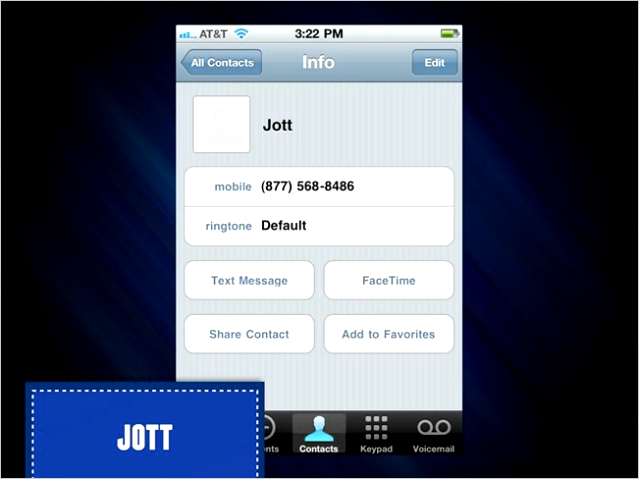 AT&T 3:22 PM
All Contacts Info Edit
Jott
mobile (877) 568-8486
ringtone Default
Text Message FaceTime
Share Contact Add to Favorites
JOTT
nts Contacts Keypad Voicemail